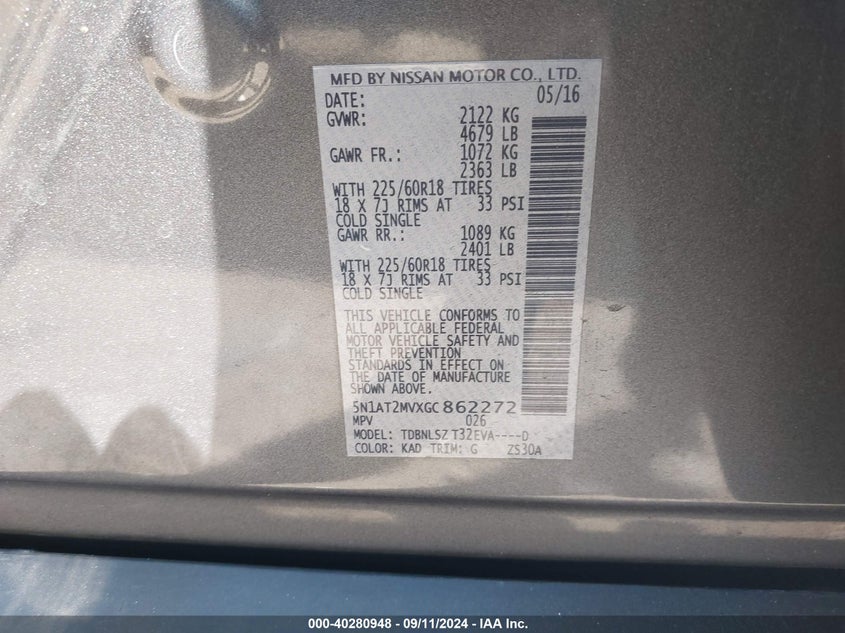 MFD BY NISSAN MOTOR CO., LTD.
DATE: 05/16
GVWR: 2122 KG
4679 LB
GAWR FR.: 1072 KG
2363 LB
WITH 225/60R18 TIRES
18 X 7J RIMS AT 33 PSI
COLD SINGLE
GAWR RR.: 1089 KG
2401 LB
WITH 225/60R18 TIRES
18 X 7J RIMS AT 33 PSI
COLD SINGLE
THIS VEHICLE CONFORMS TO
ALL APPLICABLE FEDERAL
MOTOR VEHICLE SAFETY AND
THEFT PREVENTION
STANDARDS IN EFFECT ON
THE DATE OF MANUFACTURE
SHOWN ABOVE.
5N1AT2MVXGC862272
MPV 026
MODEL: TDBNLSZ T32EVA----D
COLOR: KAD TRIM: G ZS30A
000-40280948 - 09/11/2024 - IAA Inc.